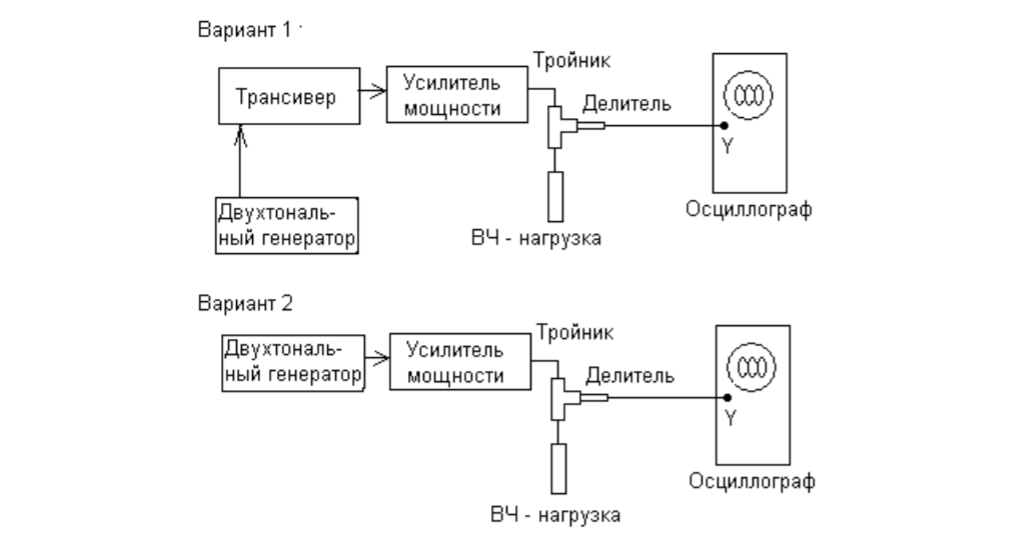 Вариант 1
Тройник
Трансивер
Усилитель
мощности
Делитель
Y
Двухтональ-
ный генератор
Осциллограф
ВЧ - нагрузка
Вариант 2
Тройник
Двухтональ-
ный генератор
Усилитель
мощности
Делитель
Y
Осциллограф
ВЧ - нагрузка